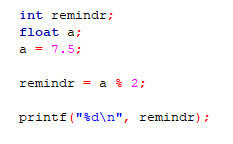 int remindr;
float a;
a = 7.5;
remindr = a % 2;
printf("%d\n", remindr);